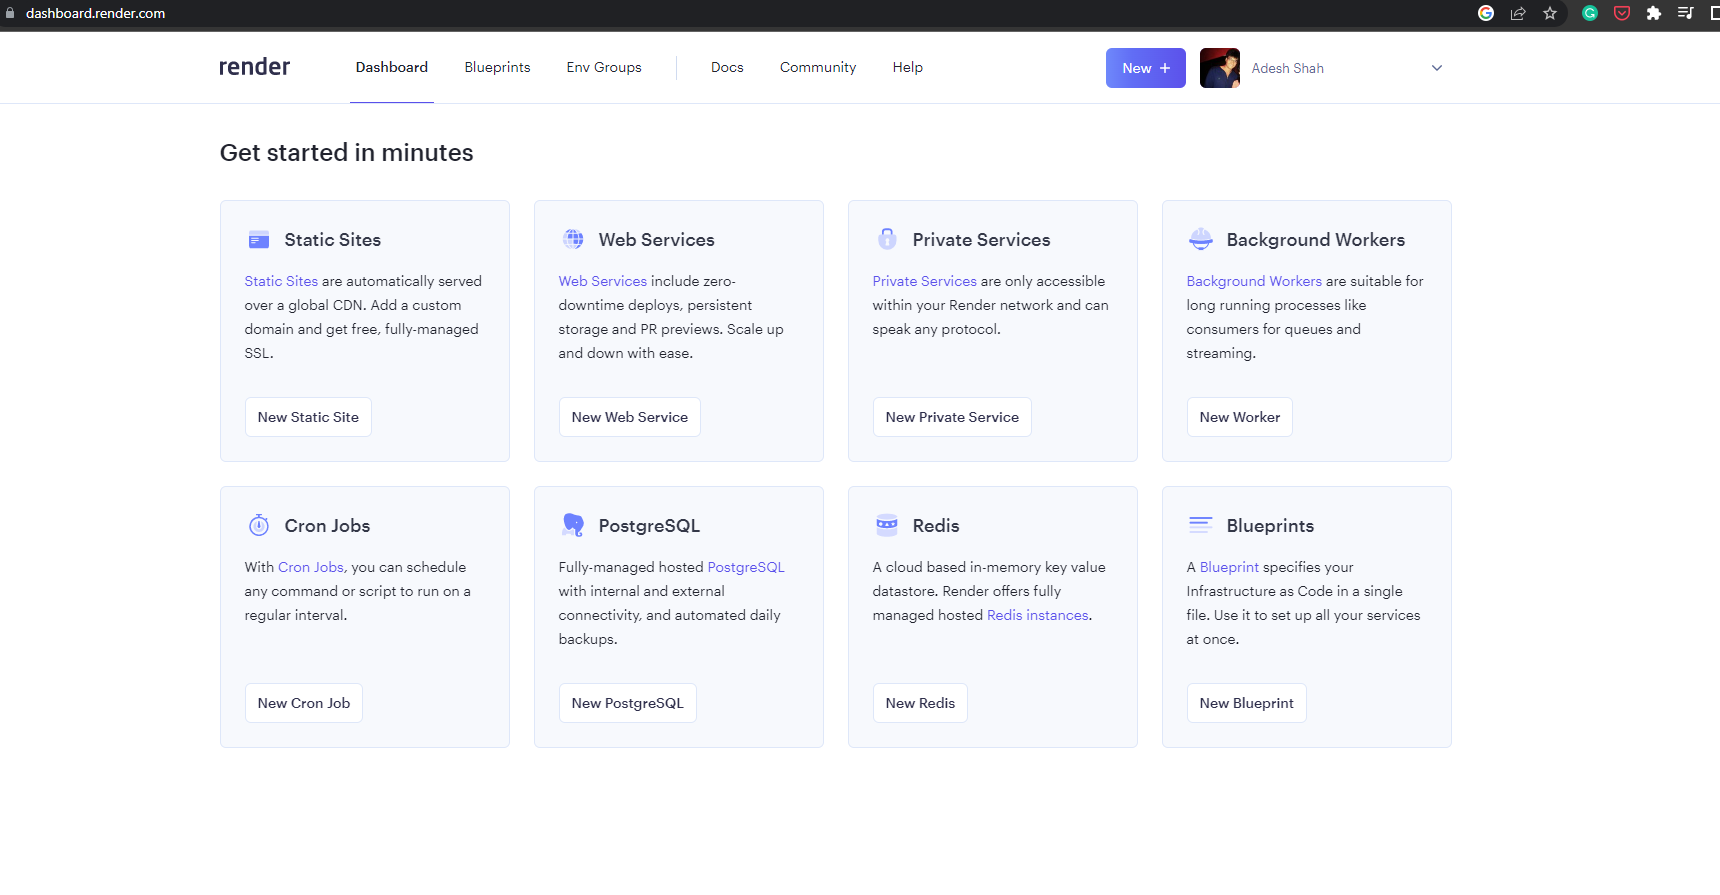 dashboard.render.com
render
Dashboard
Blueprints
Env Groups
Docs
Community
Help
New +
Adesh Shah
Get started in minutes
Static Sites
Static Sites are automatically served
over a global CDN. Add a custom
domain and get free, fully-managed
SSL.
New Static Site
Web Services
Web Services include zero-
downtime deploys, persistent
storage and PR previews. Scale up
and down with ease.
New Web Service
Private Services
Private Services are only accessible
within your Render network and can
speak any protocol.
New Private Service
Background Workers
Background Workers are suitable for
long running processes like
consumers for queues and
streaming.
New Worker
Cron Jobs
With Cron Jobs, you can schedule
any command or script to run on a
regular interval.
New Cron Job
PostgreSQL
Fully-managed hosted PostgreSQL
with internal and external
connectivity, and automated daily
backups.
New PostgreSQL
Redis
A cloud based in-memory key value
datastore. Render offers fully
managed hosted Redis instances.
New Redis
Blueprints
A Blueprint specifies your
Infrastructure as Code in a single
file. Use it to set up all your services
at once.
New Blueprint